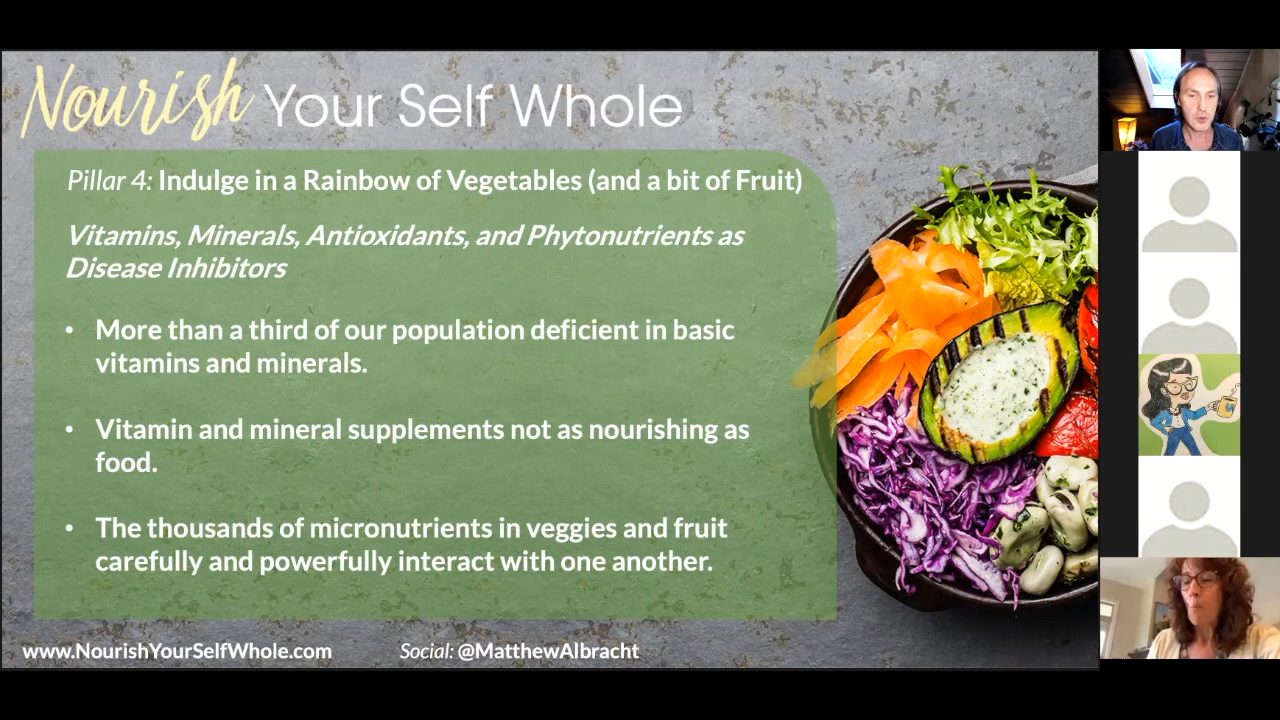 Nourish Your Self Whole
Pillar 4: Indulge in a Rainbow of Vegetables (and a bit of Fruit)
Vitamins, Minerals, Antioxidants, and Phytonutrients as
Disease Inhibitors
• More than a third of our population deficient in basic
vitamins and minerals.
• Vitamin and mineral supplements not as nourishing as
food.
• The thousands of micronutrients in veggies and fruit
carefully and powerfully interact with one another.
www.NourishYourSelfWhole.com
Social: @MatthewAlbracht